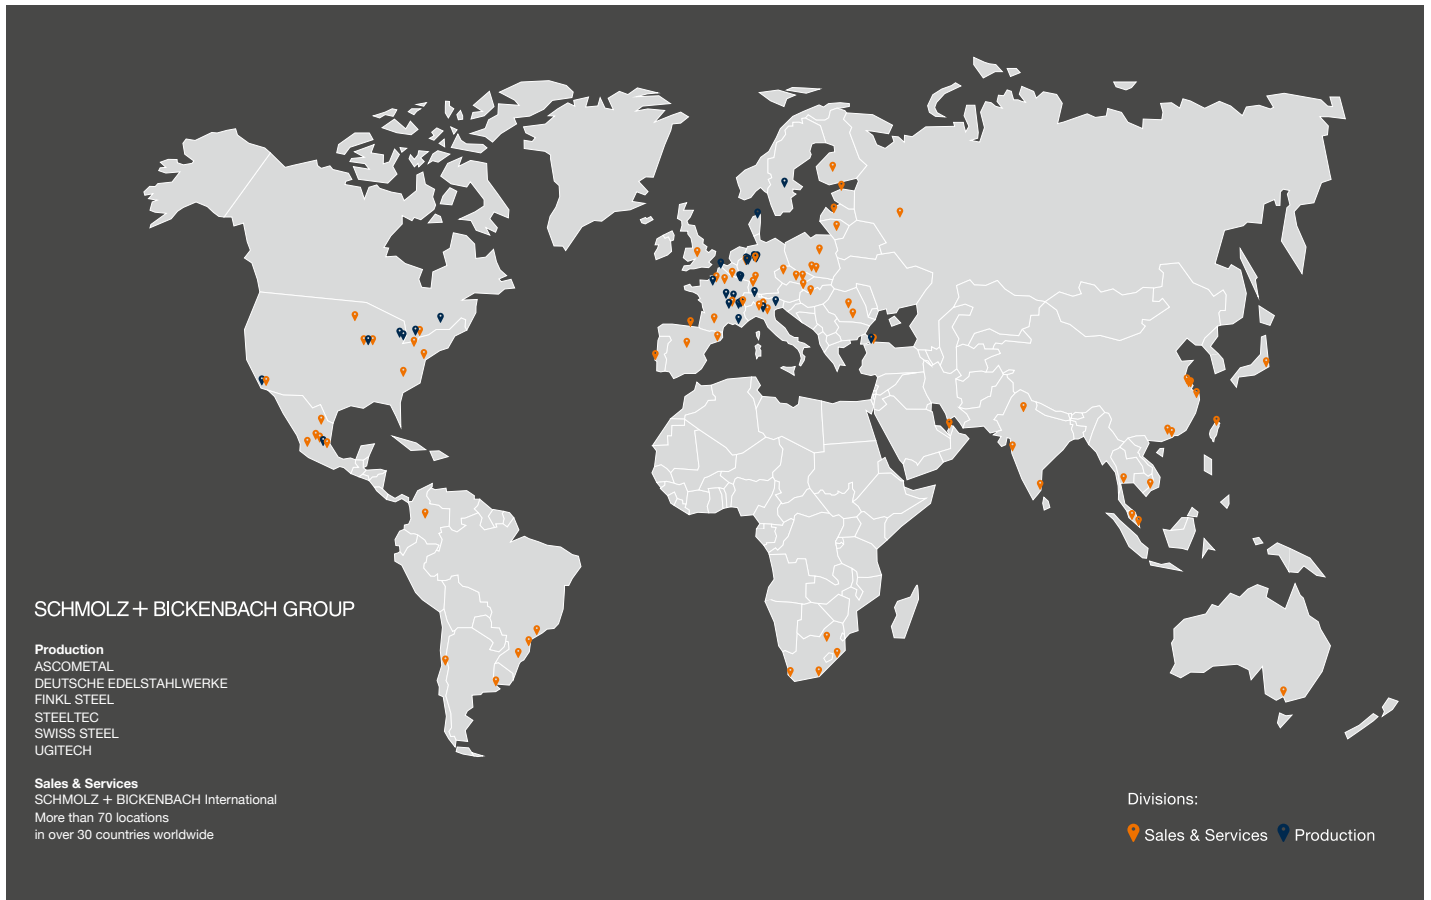 SCHMOLZ + BICKENBACH GROUP
Production
ASCOMETAL
DEUTSCHE EDELSTAHLWERKE
FINKL STEEL
STEELTEC
SWISS STEEL
UGITECH
Sales & Services
SCHMOLZ + BICKENBACH International
More than 70 locations
in over 30 countries worldwide
Divisions:
Sales & Services Production